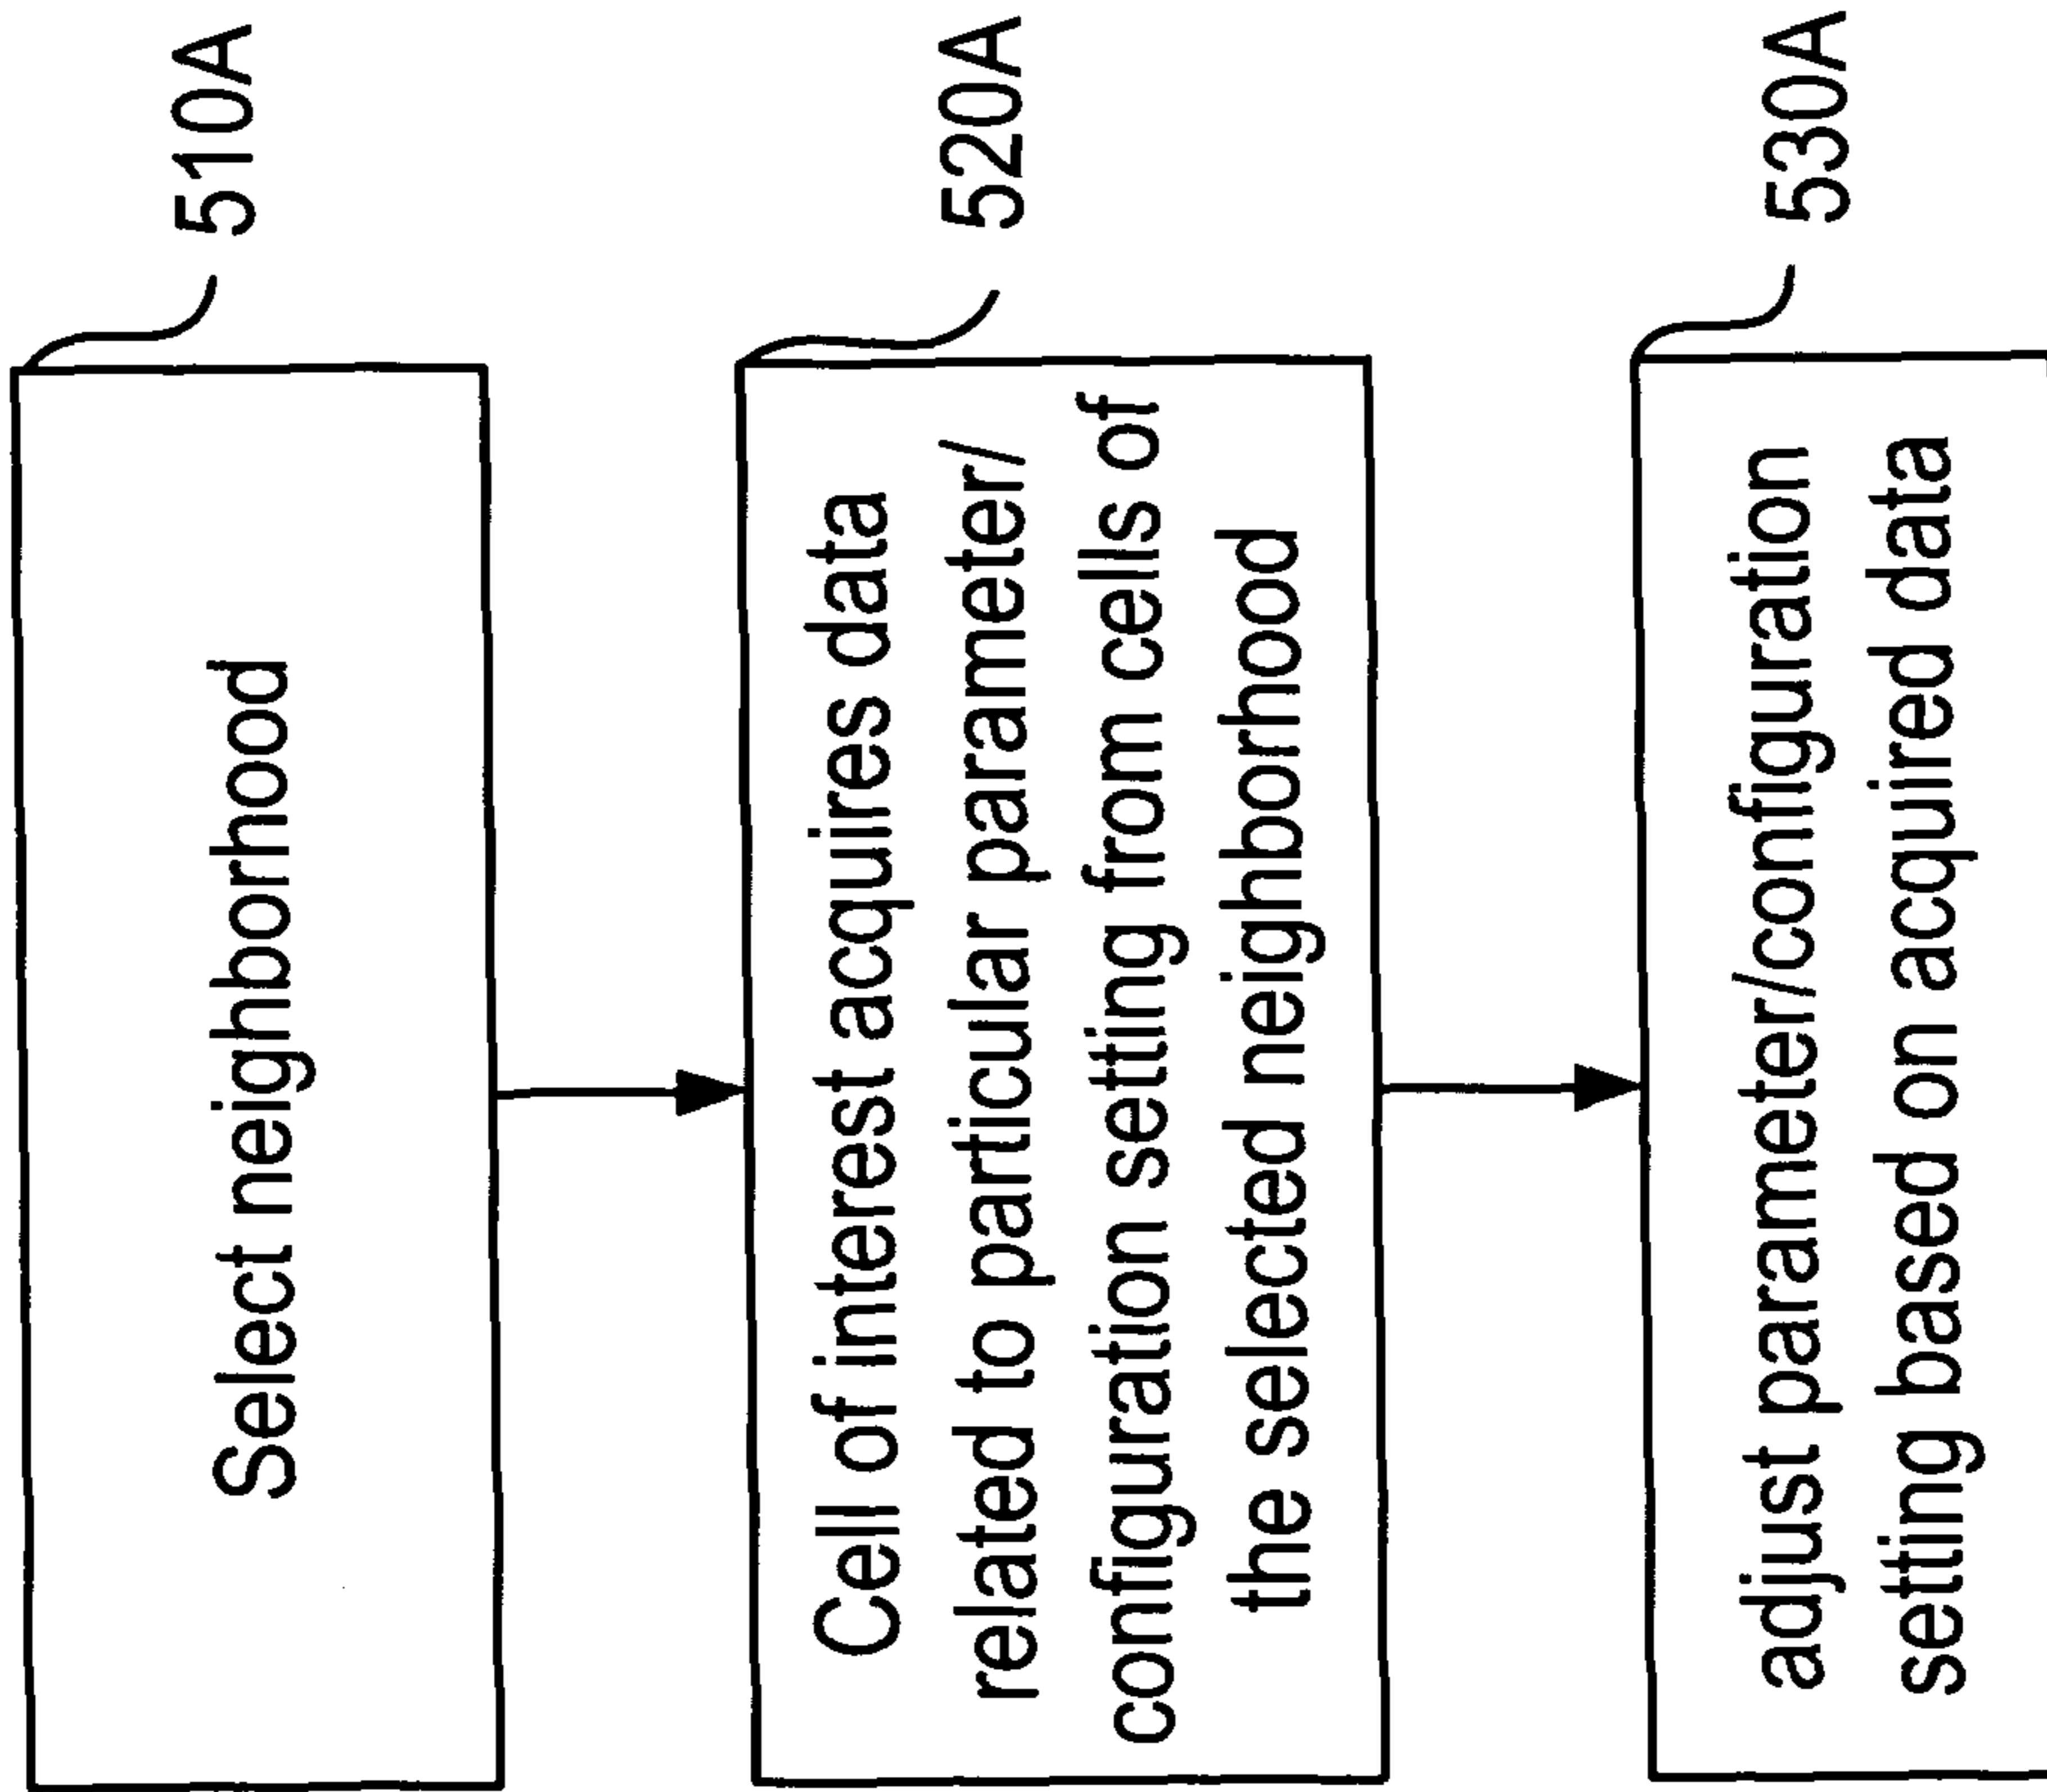 Select neighborhood
510A
Cell of interest acquires data
related to particular parameter/
configuration setting from cells of
the selected neighborhood
520A
adjust parameter/configuration
setting based on acquired data
530A